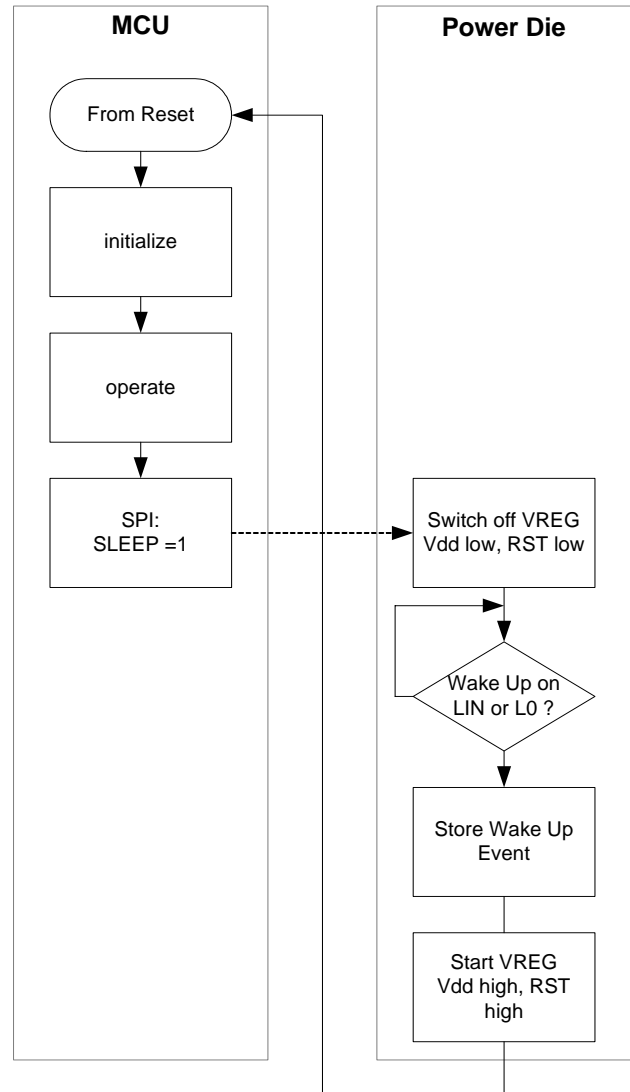 MCU
From Reset
initialize
operate
SPI:
SLEEP =1
Power Die
Switch off VREG
Vdd low, RST low
Wake Up on
LIN or L0 ?
Store Wake Up
Event
Start VREG
Vdd high, RST
high